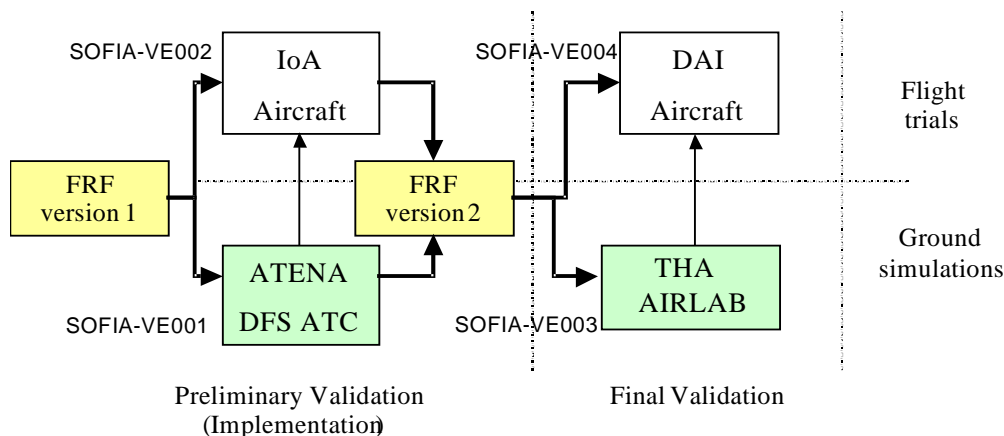 SOFIA-VE002
IoA
Aircraft
SOFIA-VE004
DAI
Aircraft
Flight
trials
FRF
version 1
FRF
version 2
ATENA
DFS ATC
SOFIA-VE001
THA
AIRLAB
SOFIA-VE003
Ground
simulations
Preliminary Validation
(Implementation)
Final Validation